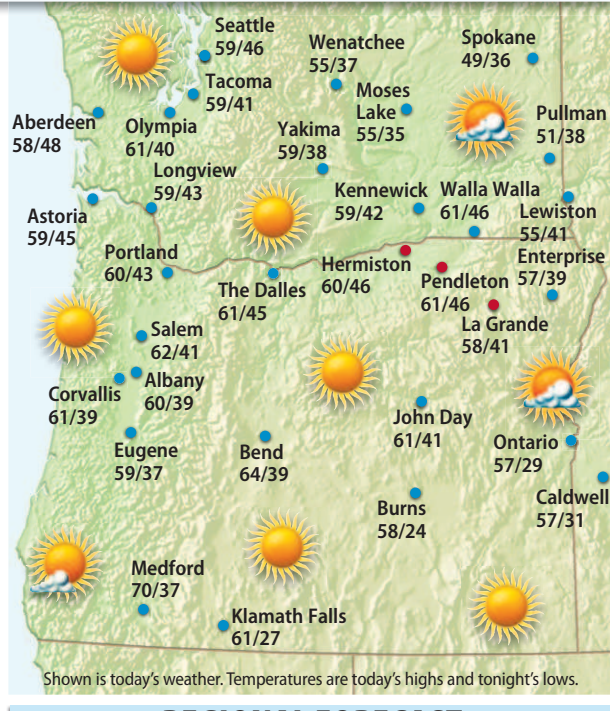 Seattle
59/46
Wenatchee
55/37
Spokane
49/36
Tacoma
59/41
Moses
Lake
55/35
Pullman
51/38
Aberdeen
58/48
Olympia
61/40
Yakima
59/38
Longview
59/43
Kennewick
59/42
Walla Walla
61/46
Lewiston
55/41
Astoria
59/45
Portland
60/43
The Dalles
61/45
Hermiston
60/46
Pendleton
61/46
Enterprise
57/39
La Grande
58/41
Salem
62/41
Albany
60/39
Corvallis
61/39
John Day
61/41
Eugene
59/37
Bend
64/39
Ontario
57/29
Burns
58/24
Caldwell
57/31
Medford
70/37
Klamath Falls
61/27
Shown is today's weather. Temperatures are today's highs and tonight's lows.
REGIONAL FORECAST